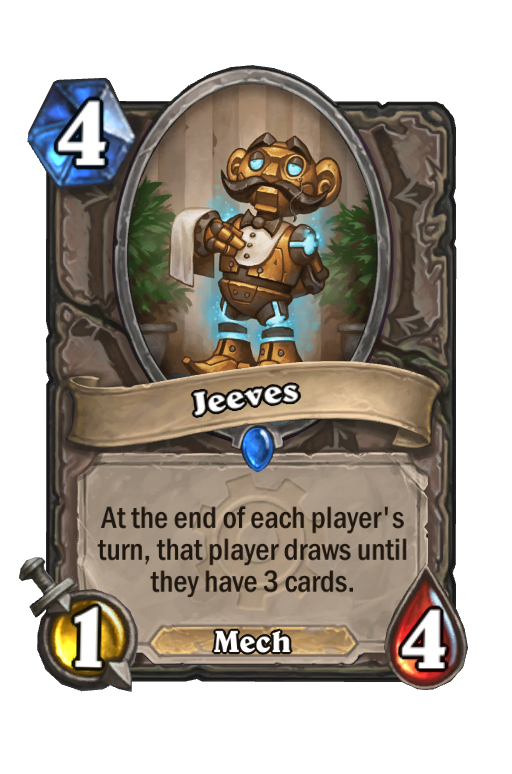 4
Jeeves
At the end of each player's
turn, that player draws until
they have 3 cards.
1
Mech
4